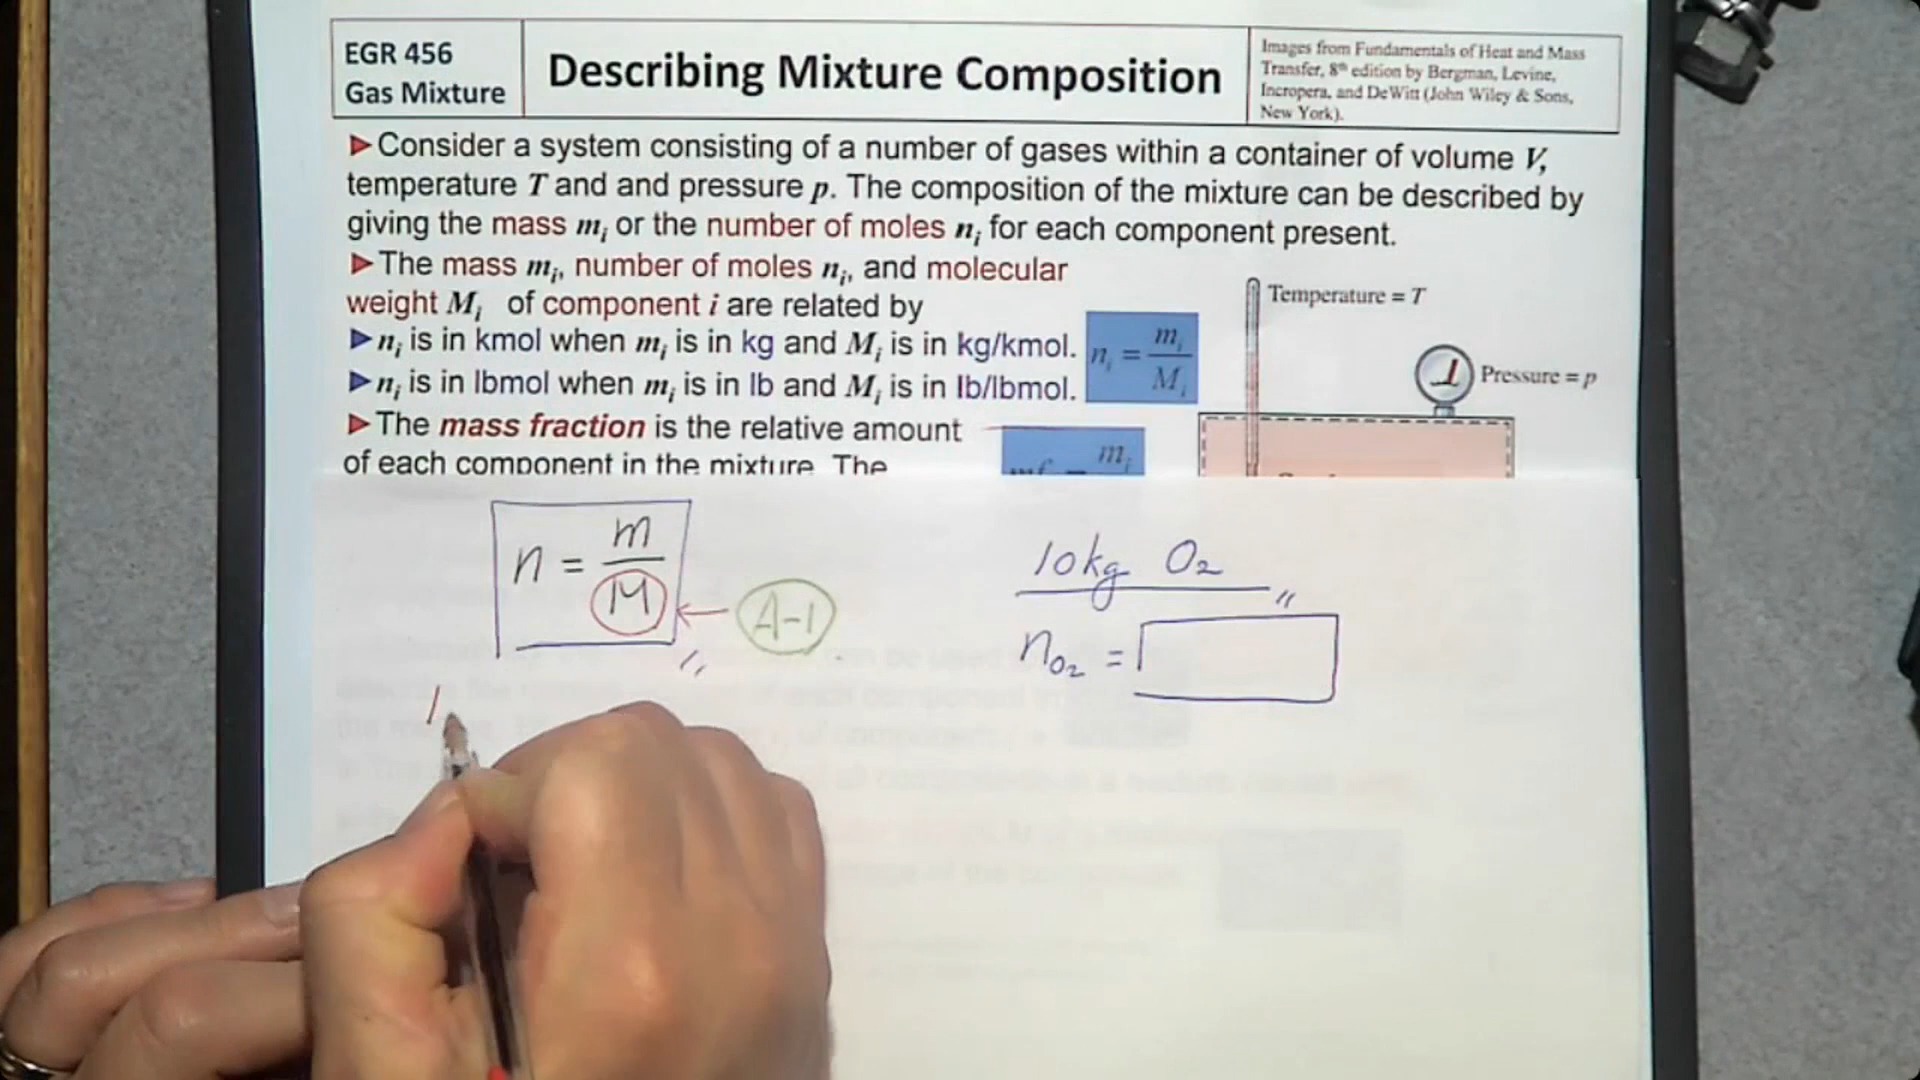 EGR 456
Gas Mixture
Describing Mixture Composition
Images from Fundamentals of Heat and Mass
Transfer, 8th edition by Bergman, Levine,
Incropera, and DeWitt (John Wiley & Sons,
New York).
►Consider a system consisting of a number of gases within a container of volume V,
temperature T and and pressure p. The composition of the mixture can be described by
giving the mass mi or the number of moles ni for each component present.
►The mass mi, number of moles ni, and molecular
weight Mi of component i are related by
►ni is in kmol when mi is in kg and Mi is in kg/kmol.
►ni is in lbmol when mi is in lb and Mi is in lb/lbmol.
ni = mi / Mi
Temperature = T
Pressure = p
►The mass fraction is the relative amount
of each component in the mixture. The
mi
n = m / M
A-1
10kg O2
nO2 =